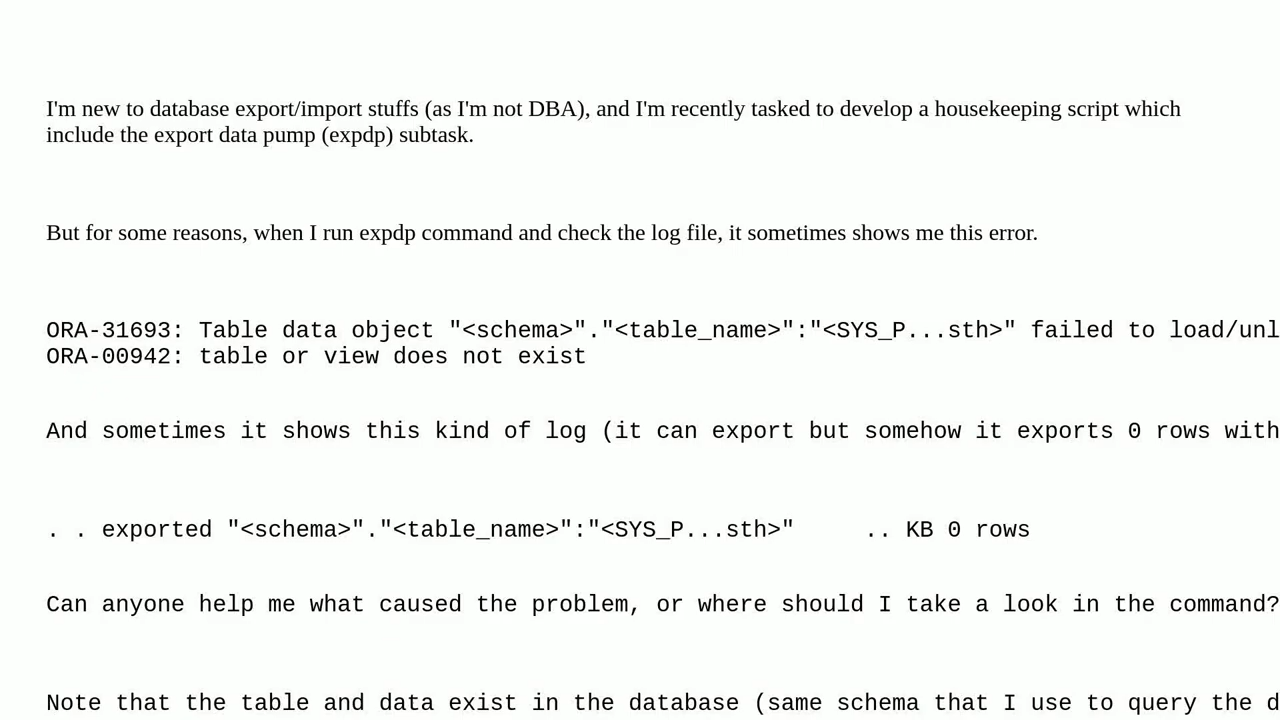 I'm new to database export/import stuffs (as I'm not DBA), and I'm recently tasked to develop a housekeeping script which
include the export data pump (expdp) subtask.
But for some reasons, when I run expdp command and check the log file, it sometimes shows me this error.
ORA-31693: Table data object "<schema>"."<table_name>":"<SYS_P...sth>" failed to load/unl
ORA-00942: table or view does not exist
And sometimes it shows this kind of log (it can export but somehow it exports 0 rows with
. . exported "<schema>"."<table_name>":"<SYS_P...sth>"     .. KB 0 rows
Can anyone help me what caused the problem, or where should I take a look in the command?
Note that the table and data exist in the database (same schema that I use to query the d